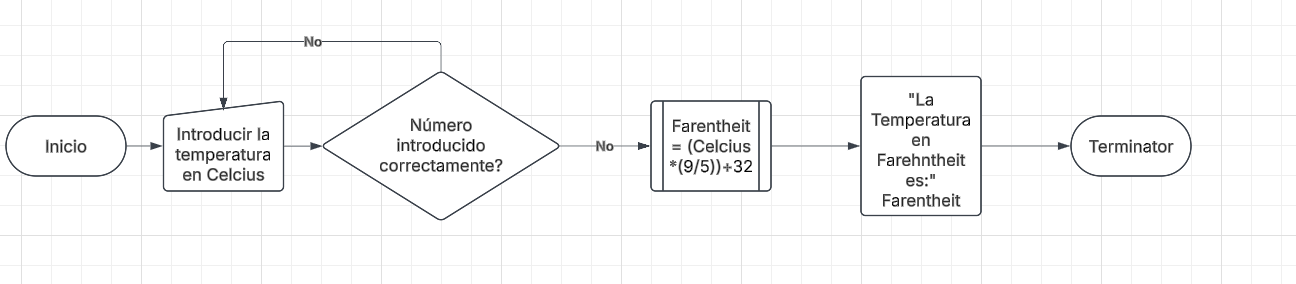 No
Inicio
Introducir la
temperatura
en Celcius
Número
introducido
correctamente?
No
Farentheit
= (Celcius
*(9/5))+32
"La
Temperatura
en
Farehntheit
es:"
Farentheit
Terminator